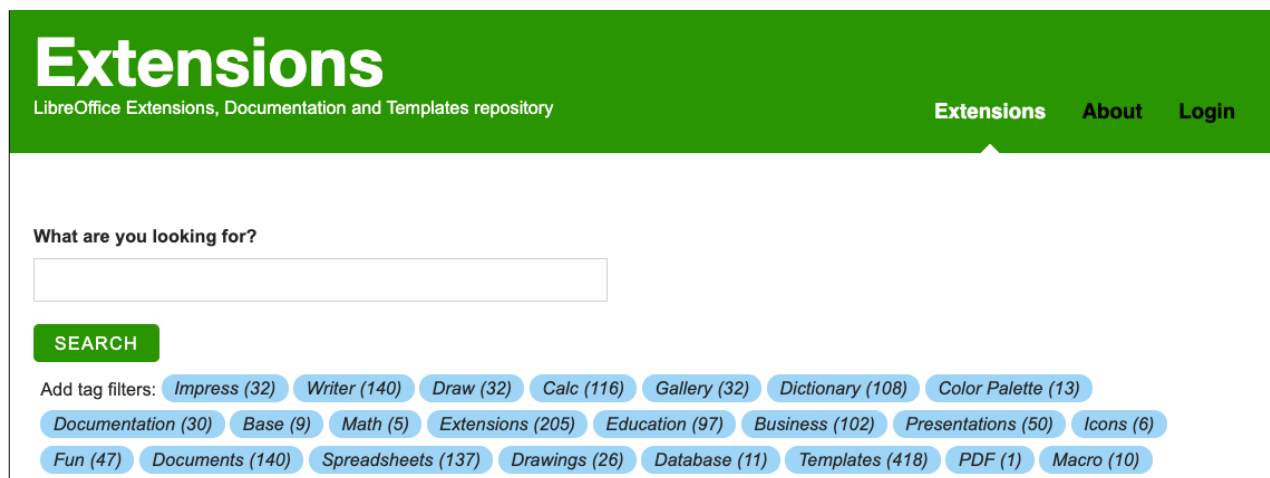 Extensions
LibreOffice Extensions, Documentation and Templates repository
Extensions About Login
What are you looking for?
SEARCH
Add tag filters: Impress (32) Writer (140) Draw (32) Calc (116) Gallery (32) Dictionary (108) Color Palette (13)
Documentation (30) Base (9) Math (5) Extensions (205) Education (97) Business (102) Presentations (50) Icons (6)
Fun (47) Documents (140) Spreadsheets (137) Drawings (26) Database (11) Templates (418) PDF (1) Macro (10)